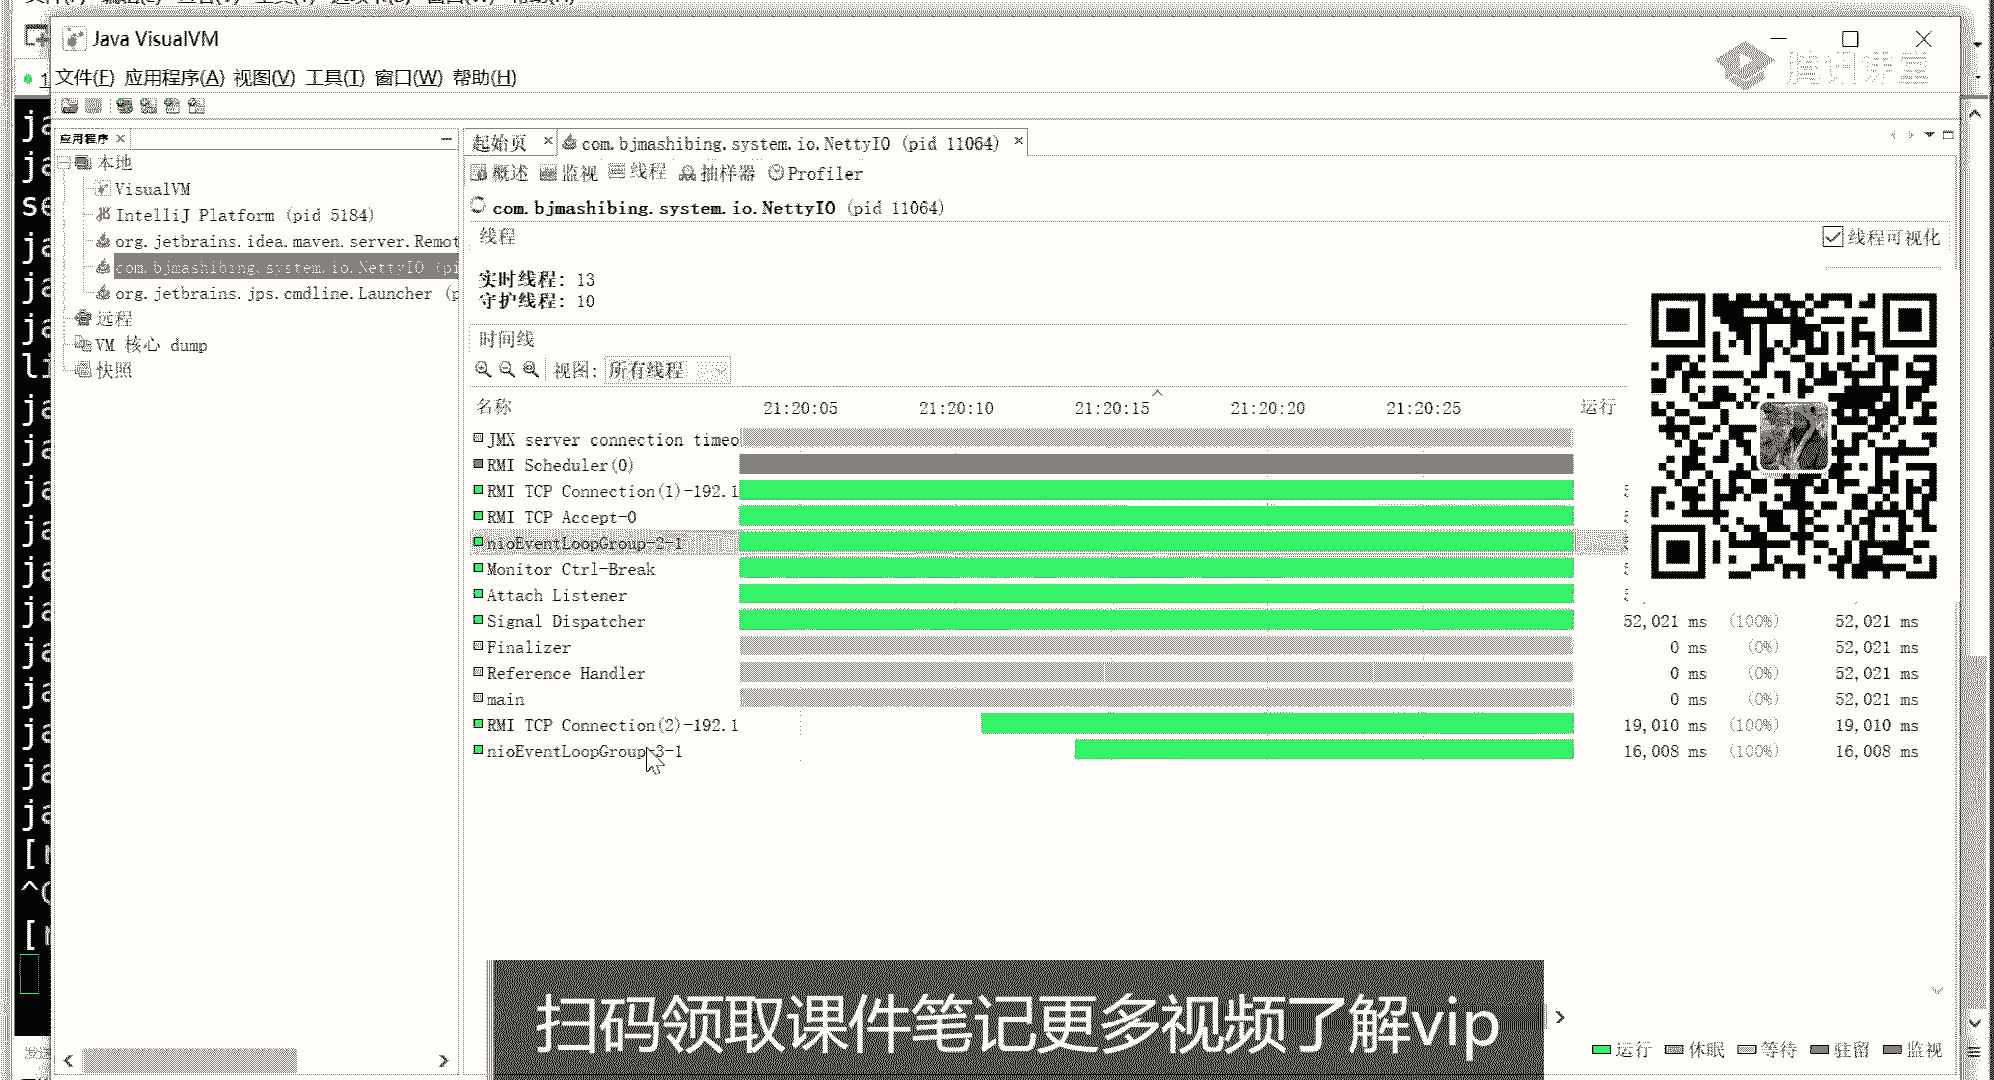 Java VisualVM
腾讯课堂
文件(F) 应用程序(A) 视图(V) 工具(T) 窗口(W) 帮助(H)
应用程序
本地
VisualVM
IntelliJ Platform (pid 5184)
org.jetbrains.idea.maven.server.Remot
com.bjmashibing.system.io.NettyIO (pi
org.jetbrains.jps.cmdline.Launcher (p
远程
VM 核心 dump
快照
起始页 com.bjmashibing.system.io.NettyIO (pid 11064)
概述 监视 线程 抽样器 Profiler
com.bjmashibing.system.io.NettyIO (pid 11064)
线程 线程可视化
实时线程: 13
守护线程: 10
时间线
视图: 所有线程
名称 21:20:05 21:20:10 21:20:15 21:20:20 21:20:25 运行
JMX server connection timeo
RMI Scheduler(0)
RMI TCP Connection(1)-192.1
RMI TCP Accept-0
nioEventLoopGroup-2-1
Monitor Ctrl-Break
Attach Listener
Signal Dispatcher 52,021 ms (100%) 52,021 ms
Finalizer 0 ms (0%) 52,021 ms
Reference Handler 0 ms (0%) 52,021 ms
main 0 ms (0%) 52,021 ms
RMI TCP Connection(2)-192.1 19,010 ms (100%) 19,010 ms
nioEventLoopGroup-3-1 16,008 ms (100%) 16,008 ms
扫码领取课件笔记更多视频了解vip
运行 休眠 等待 驻留 监视